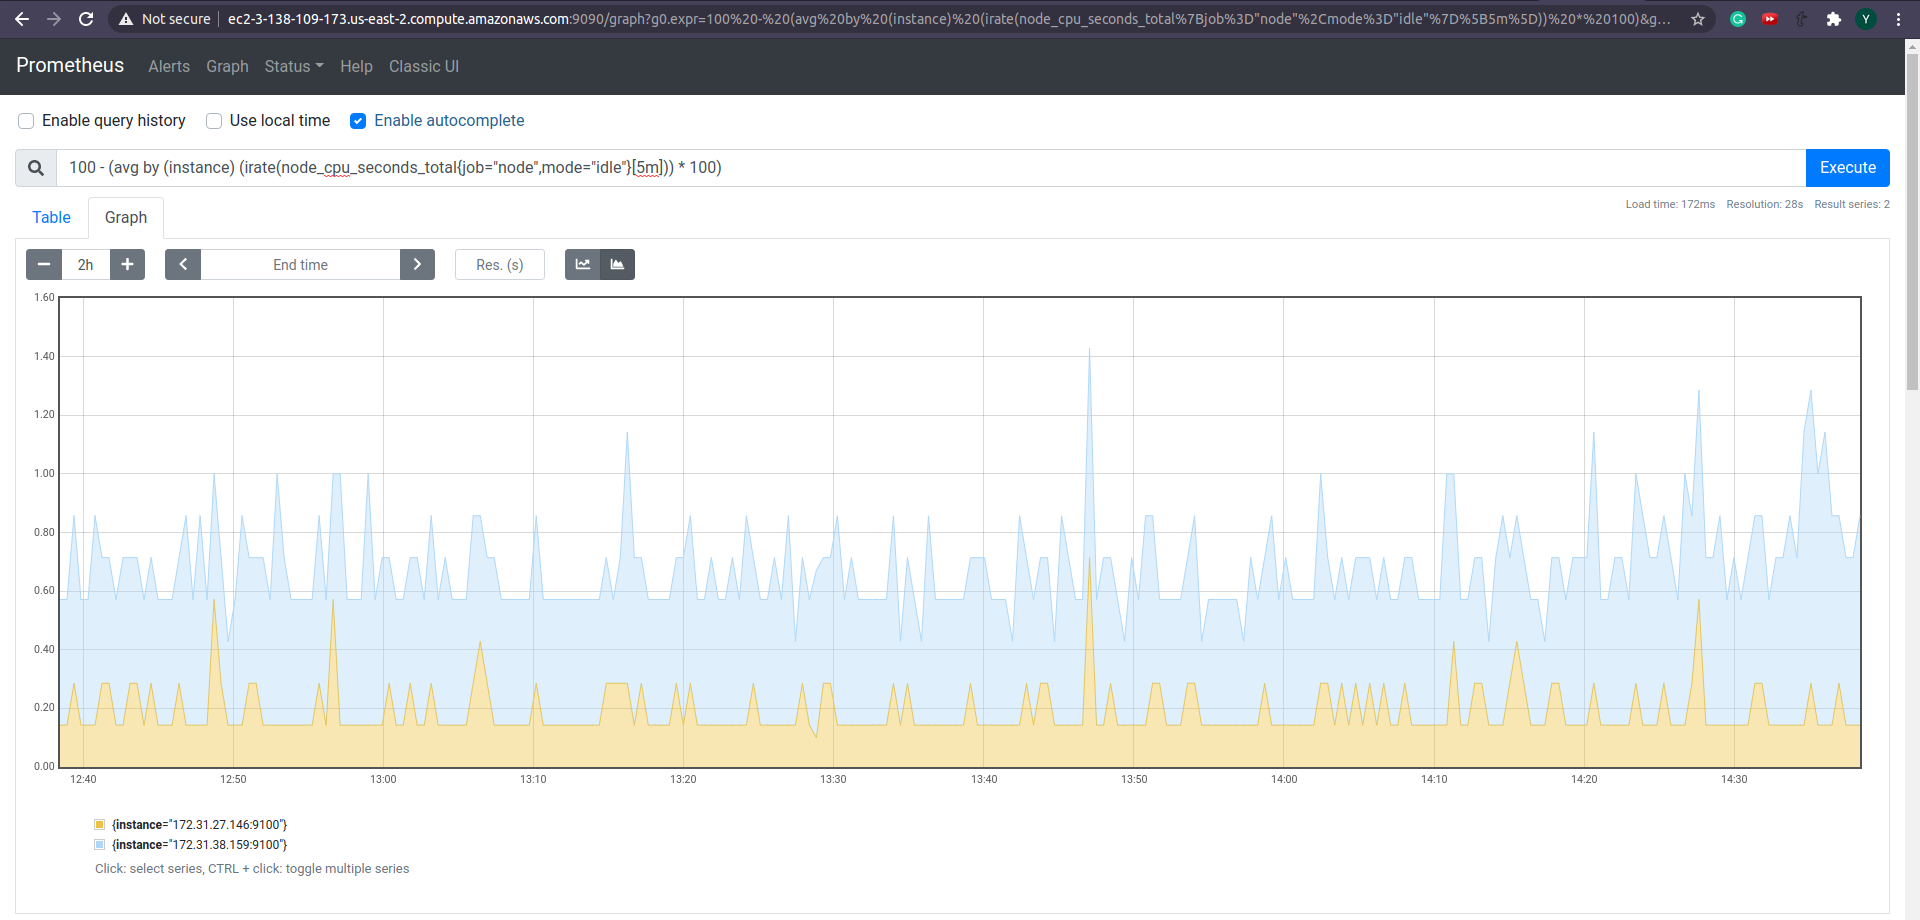 Not secure | ec2-3-138-109-173.us-east-2.compute.amazonaws.com:9090/graph?g0.expr=100%20-%20(avg%20by%20(instance)%20(irate(node_cpu_seconds_total%7Bjob%3D"node"%2Cmode%3D"idle"%7D%5B5m%5D))%20*%20100)&g... Y
Prometheus Alerts Graph Status Help Classic UI
Enable query history Use local time Enable autocomplete
100 - (avg by (instance) (irate(node_cpu_seconds_total{job="node",mode="idle"}[5m])) * 100) Execute
Table Graph Load time: 172ms Resolution: 28s Result series: 2
2h End time Res. (s)
1.60
1.40
1.20
1.00
0.80
0.60
0.40
0.20
0.00
12:40 12:50 13:00 13:10 13:20 13:30 13:40 13:50 14:00 14:10 14:20 14:30
{instance="172.31.27.146:9100"}
{instance="172.31.38.159:9100"}
Click: select series, CTRL + click: toggle multiple series